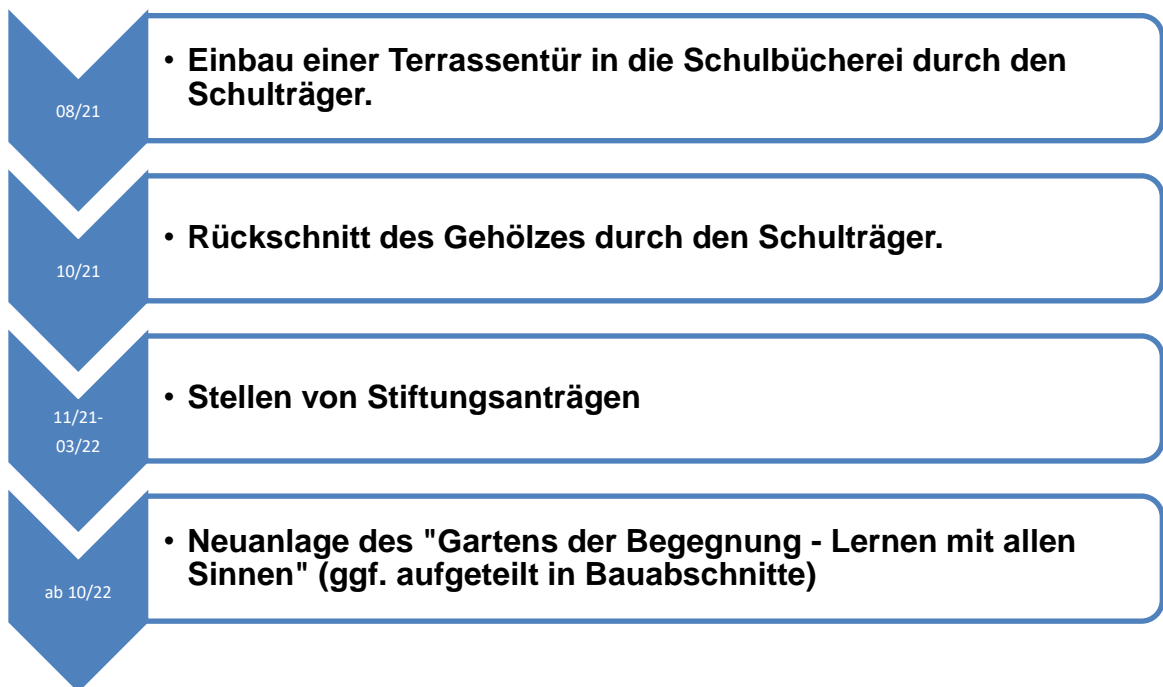 08/21
• Einbau einer Terrassentür in die Schulbücherei durch den
Schulträger.
10/21
• Rückschnitt des Gehölzes durch den Schulträger.
11/21-
03/22
• Stellen von Stiftungsanträgen
ab 10/22
• Neuanlage des "Gartens der Begegnung - Lernen mit allen
Sinnen" (ggf. aufgeteilt in Bauabschnitte)